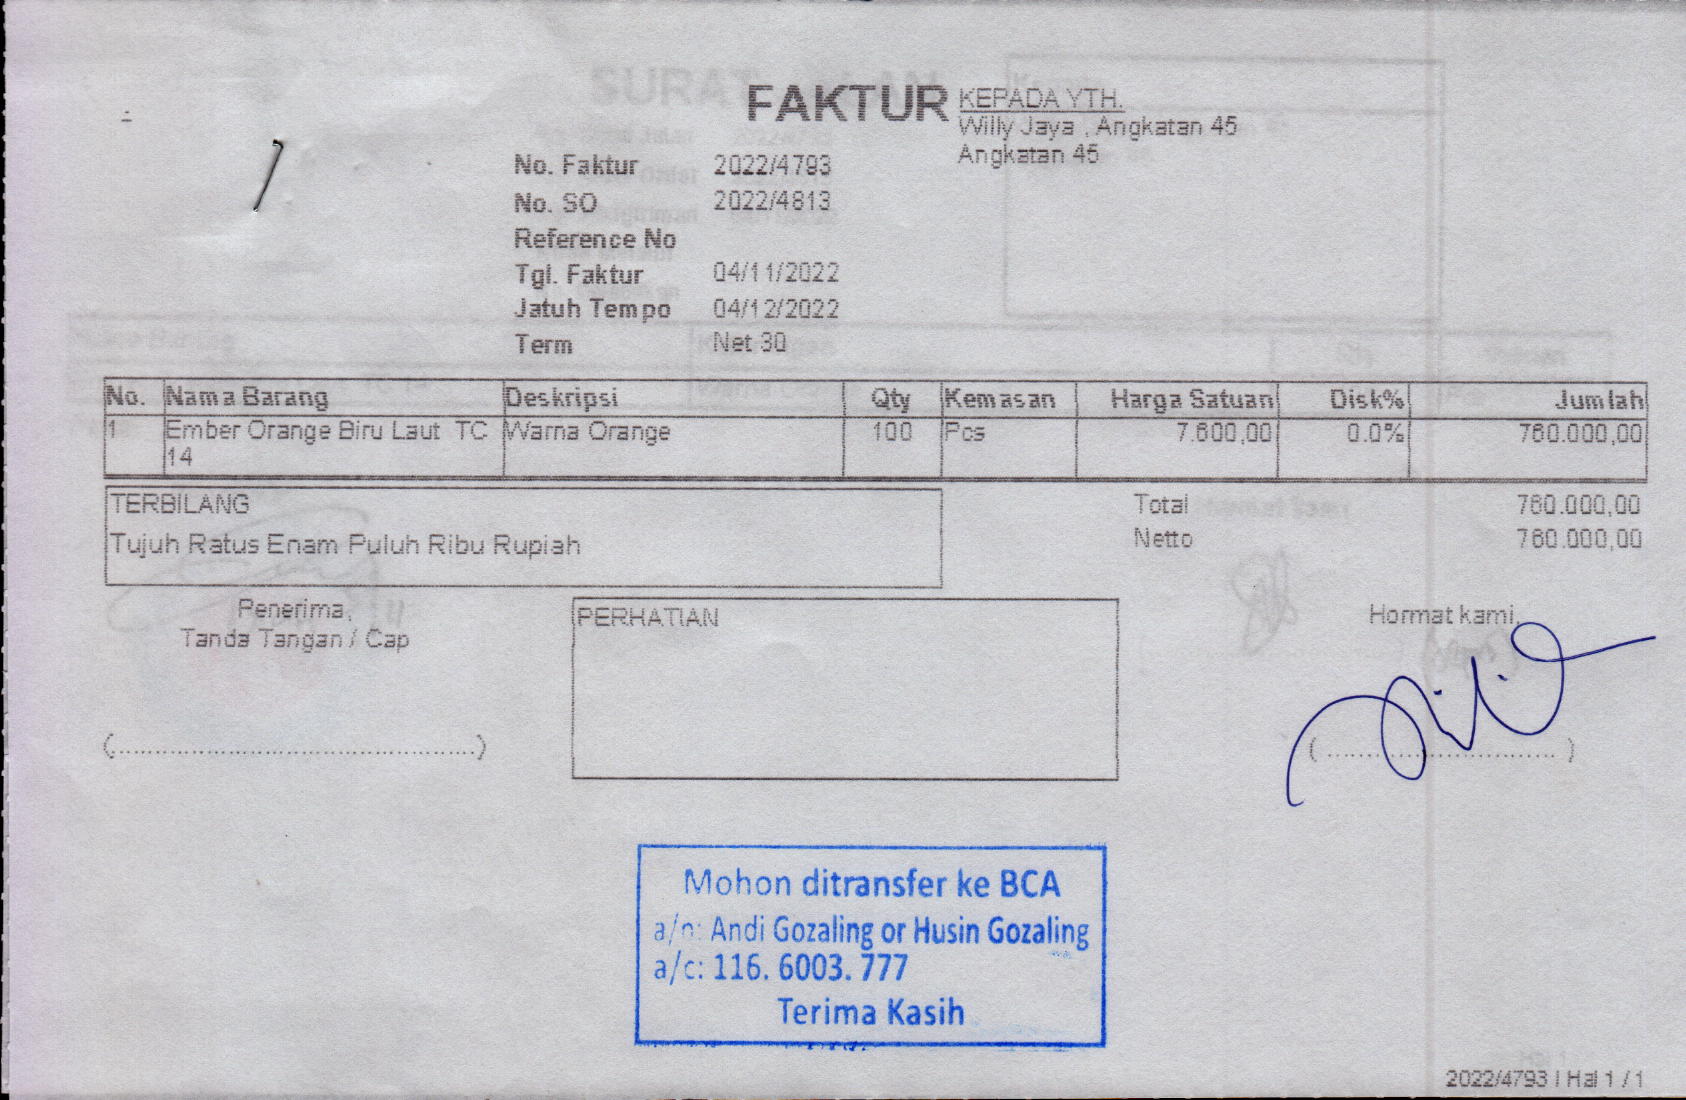 FAKTUR
KEPADA YTH.
Willy Jaya , Angkatan 45
Angkatan 45
No. Faktur 2022/4793
No. SO 2022/4813
Reference No
Tgl. Faktur 04/11/2022
Jatuh Tempo 04/12/2022
Term Net 30
No. Nama Barang Deskripsi Qty Kemasan Harga Satuan Disk% Jumlah
1 Ember Orange Biru Laut TC Warna Orange 100 Pcs 7.600,00 0.0% 760.000,00
14
TERBILANG
Tujuh Ratus Enam Puluh Ribu Rupiah
Total 760.000,00
Netto 760.000,00
Penerima,
Tanda Tangan / Cap
PERHATIAN
Hormat kami,
Mohon ditransfer ke BCA
a/n: Andi Gozaling or Husin Gozaling
a/c: 116. 6003. 777
Terima Kasih
2022/4793 | Hal 1 / 1